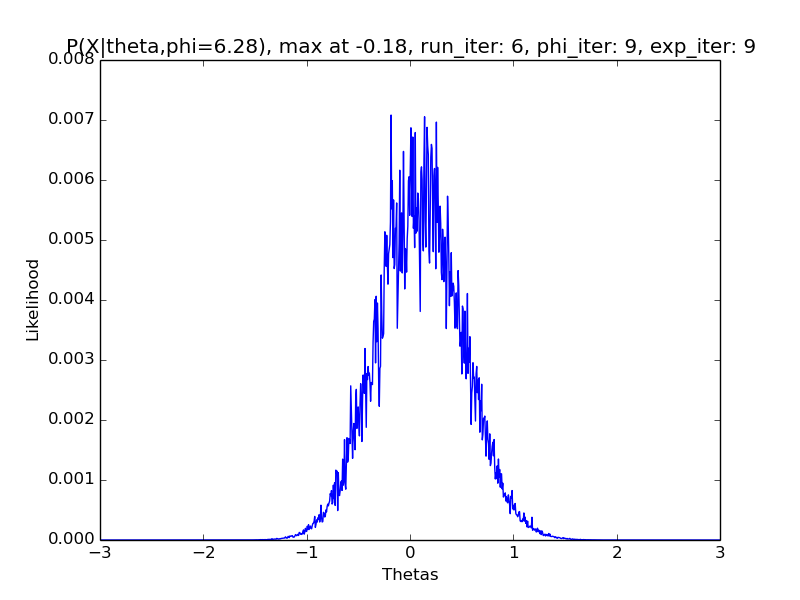 P(X|theta,phi=6.28), max at -0.18, run_iter: 6, phi_iter: 9, exp_iter: 9
0.008
0.007
0.006
0.005
0.004
0.003
0.002
0.001
0.000
Likelihood
−3 −2 −1 0 1 2 3
Thetas